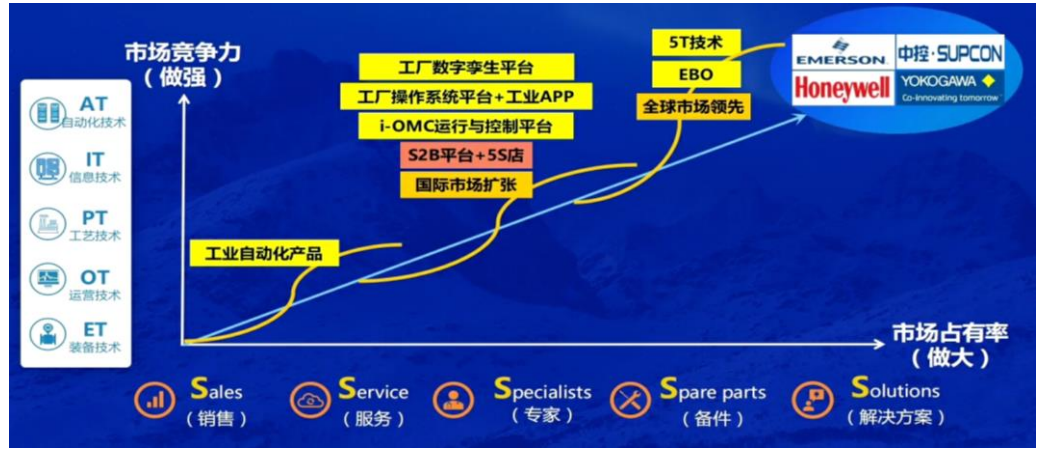 市场竞争力
（做强）
AT
自动化技术
IT
信息技术
PT
工艺技术
OT
运营技术
ET
装备技术
工业自动化产品
工厂数字孪生平台
工厂操作系统平台+工业APP
i-OMC运行与控制平台
S2B平台+5S店
国际市场扩张
5T技术
EBO
全球市场领先
EMERSON
中控·SUPCON
Honeywell
YOKOGAWA
Co-innovating tomorrow
市场占有率
（做大）
Sales
（销售）
Service
（服务）
Specialists
（专家）
Spare parts
（备件）
Solutions
（解决方案）